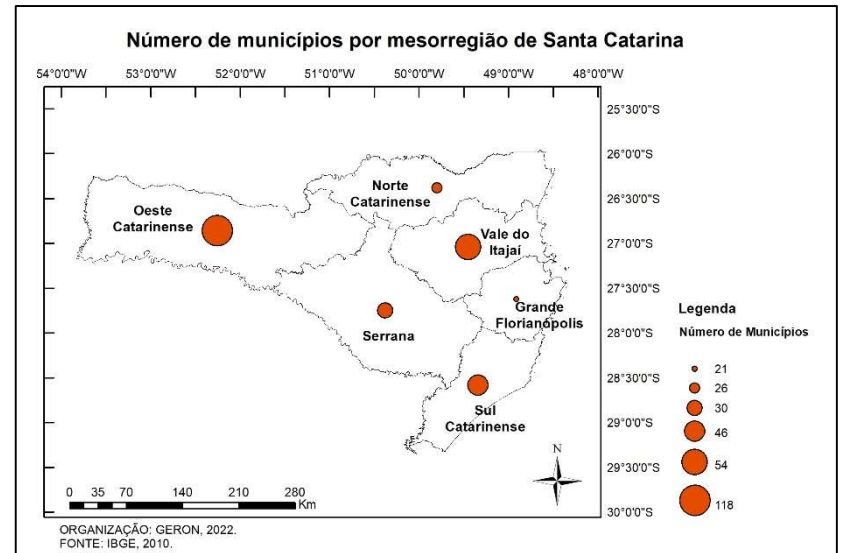 Número de municípios por mesorregião de Santa Catarina
54°0'0"W 53°0'0"W 52°0'0"W 51°0'0"W 50°0'0"W 49°0'0"W 48°0'0"W
25°30'0"S
26°0'0"S
26°30'0"S
27°0'0"S
27°30'0"S
28°0'0"S
28°30'0"S
29°0'0"S
29°30'0"S
30°0'0"S
Norte
Catarinense
Oeste
Catarinense
Vale do
Itajaí
Grande
Florianópolis
Serrana
Sul
Catarinense
Legenda
Número de Municípios
21
26
30
46
54
118
N
0 35 70 140 210 280
Km
ORGANIZAÇÃO: GERON, 2022.
FONTE: IBGE, 2010.